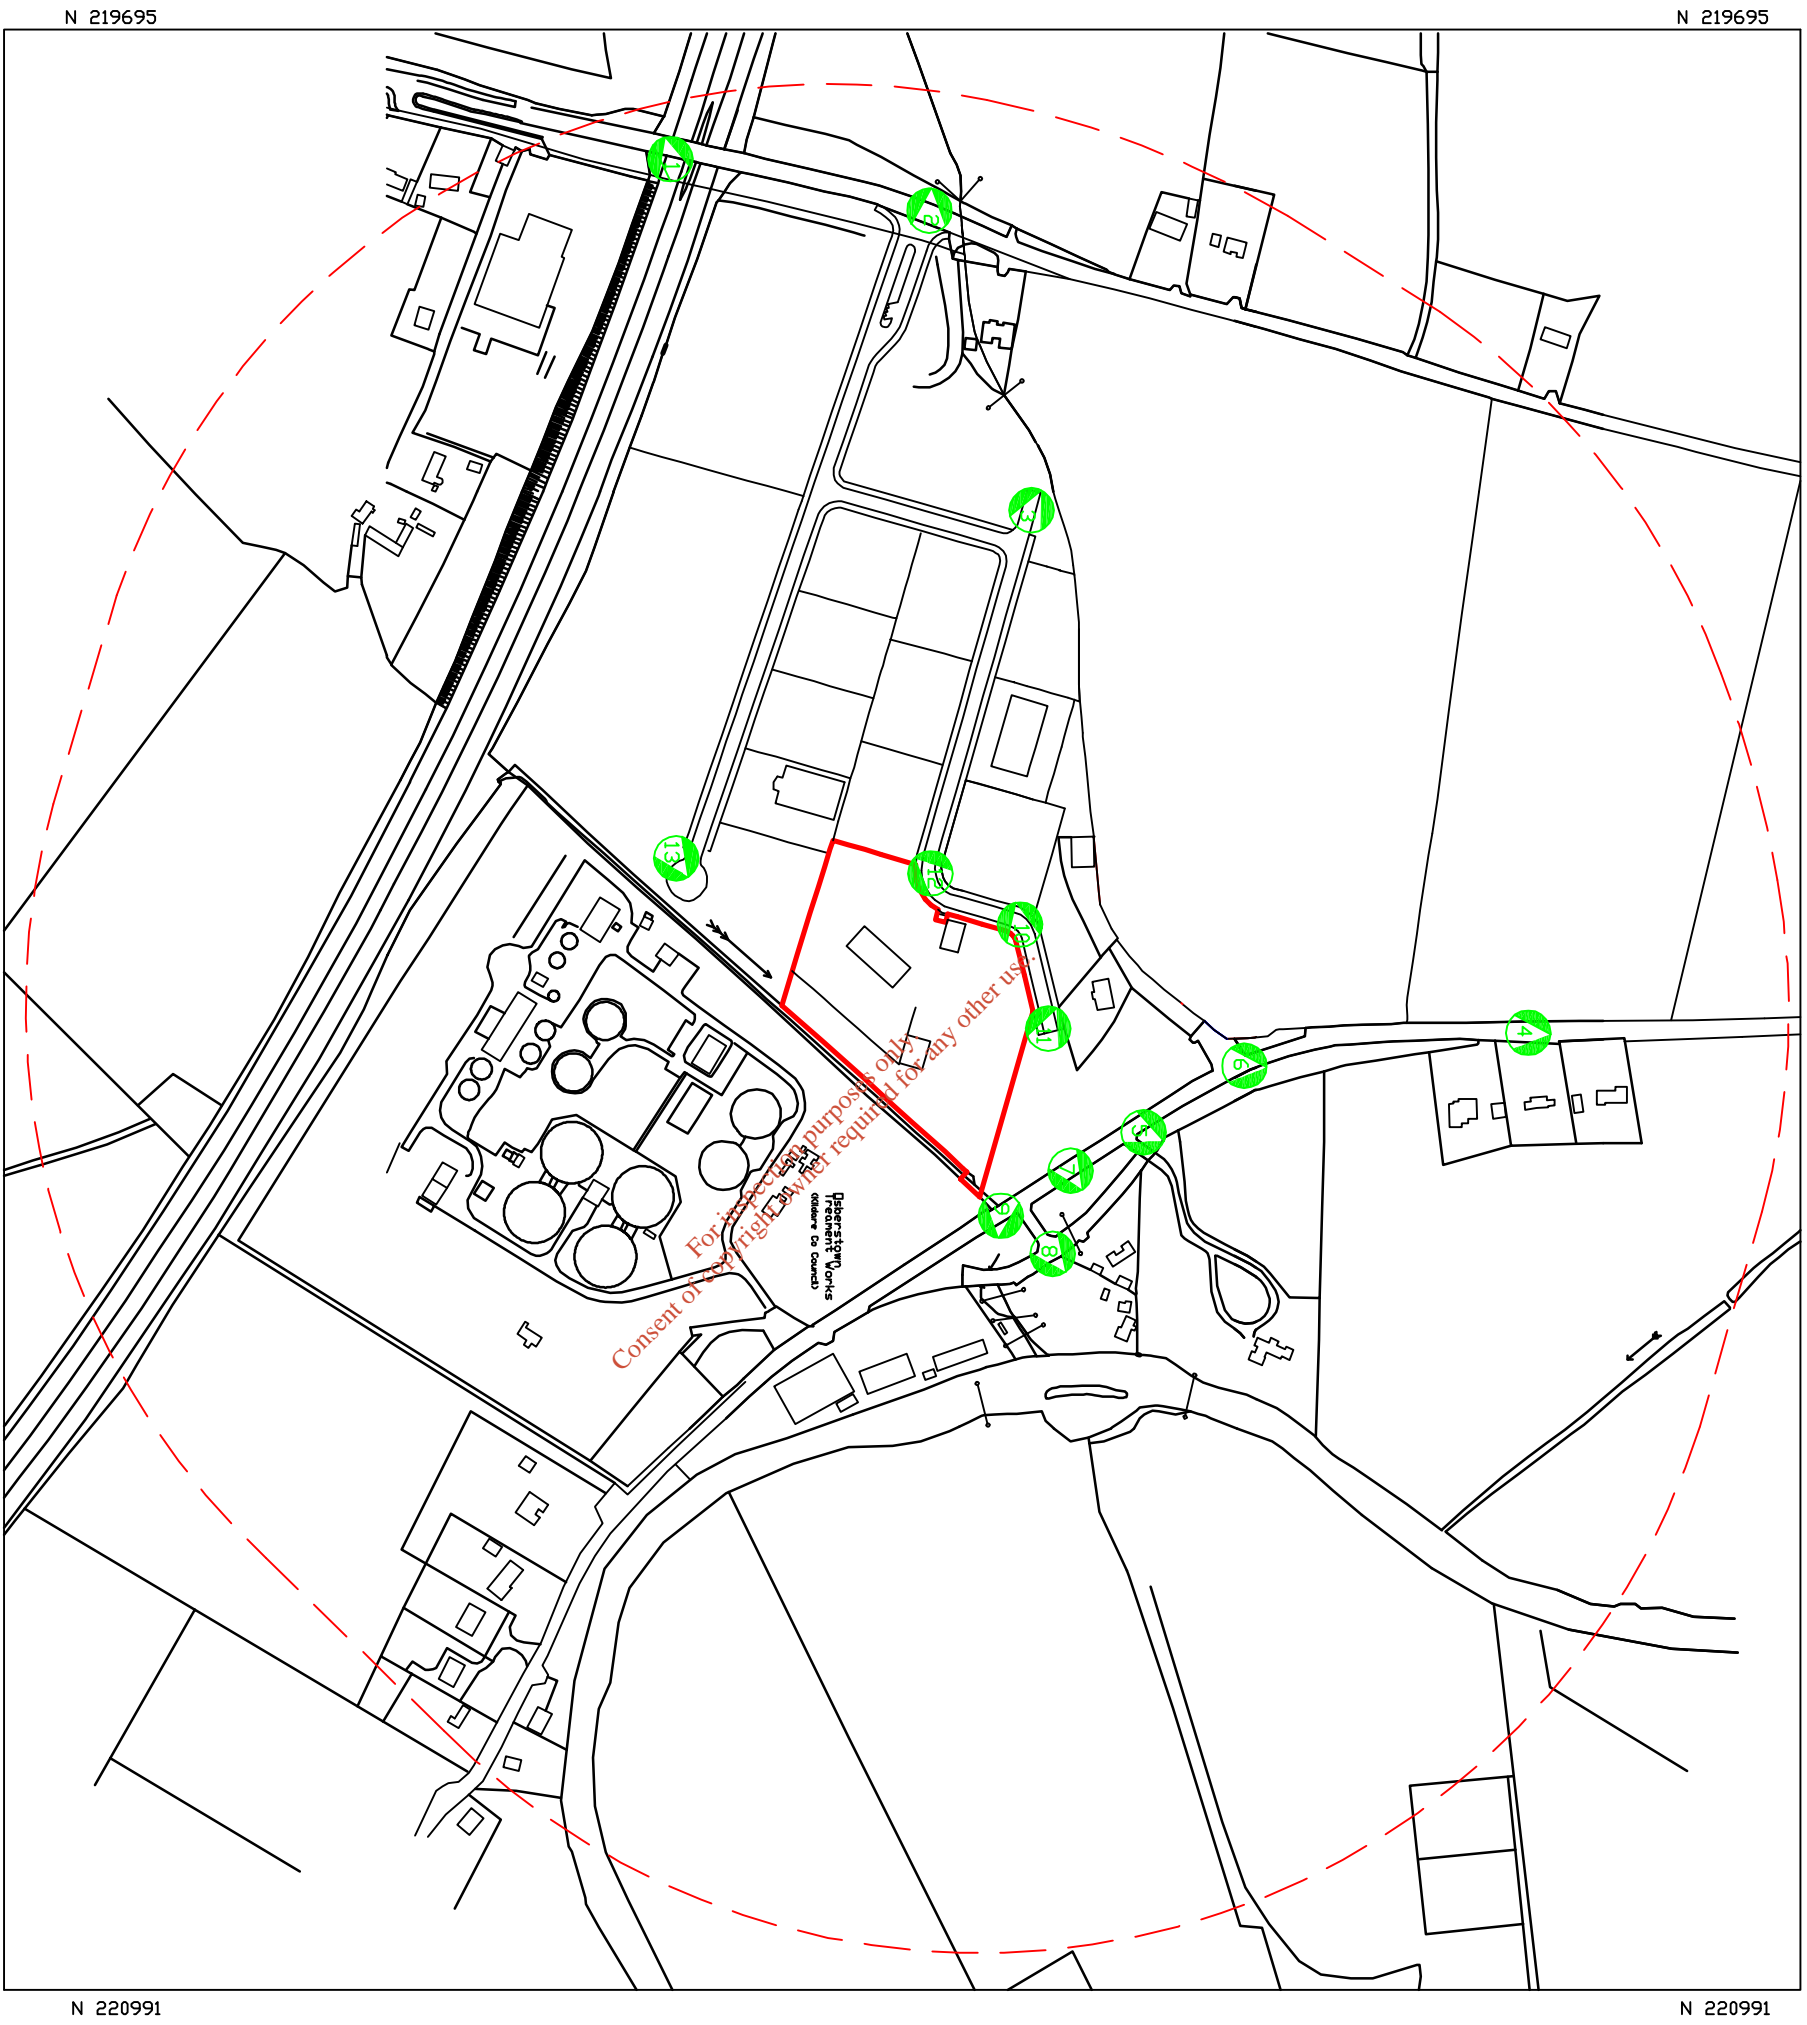 N 219695
N 219695
1
2
3
13
12
10
11
4
6
5
7
9
8
For inspection purposes only.
Consent of copyright owner required for any other use.
Osberstown
Treament Works
(Kildare Co Council)
N 220991
N 220991